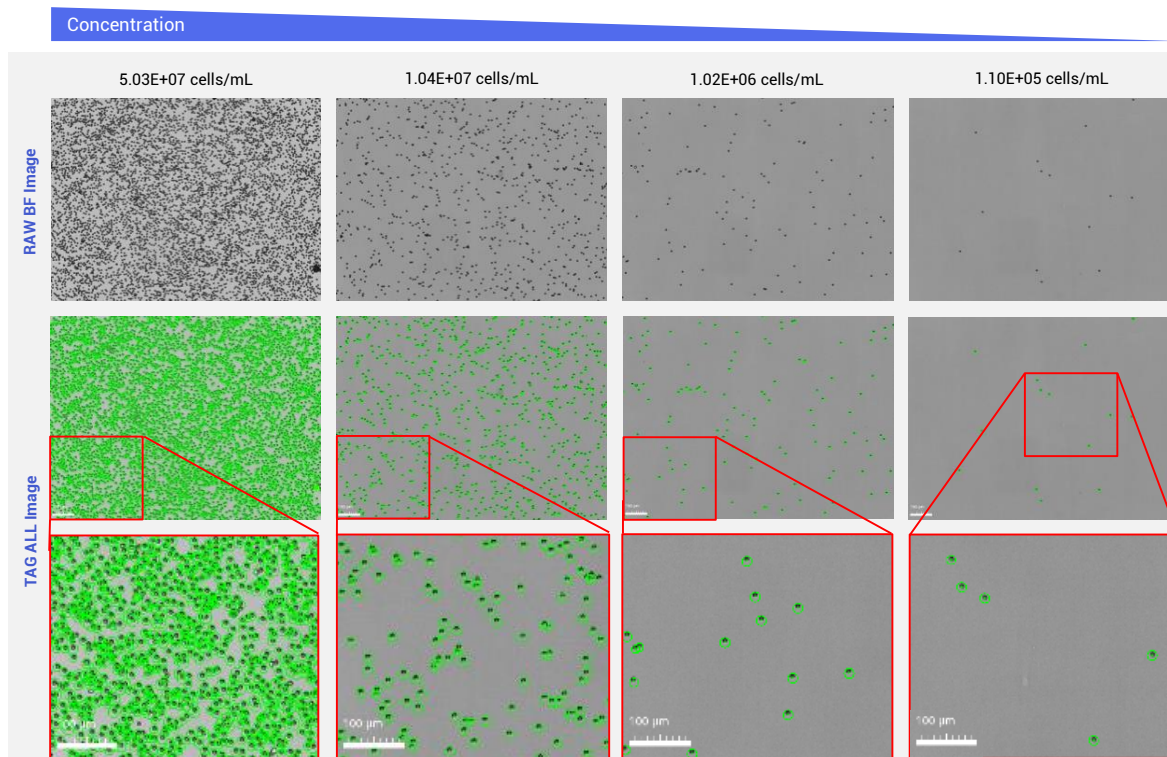 Concentration
5.03E+07 cells/mL
1.04E+07 cells/mL
1.02E+06 cells/mL
1.10E+05 cells/mL
RAW BF Image
TAG ALL Image
00 µm
100 µm
100 µm
100 µm